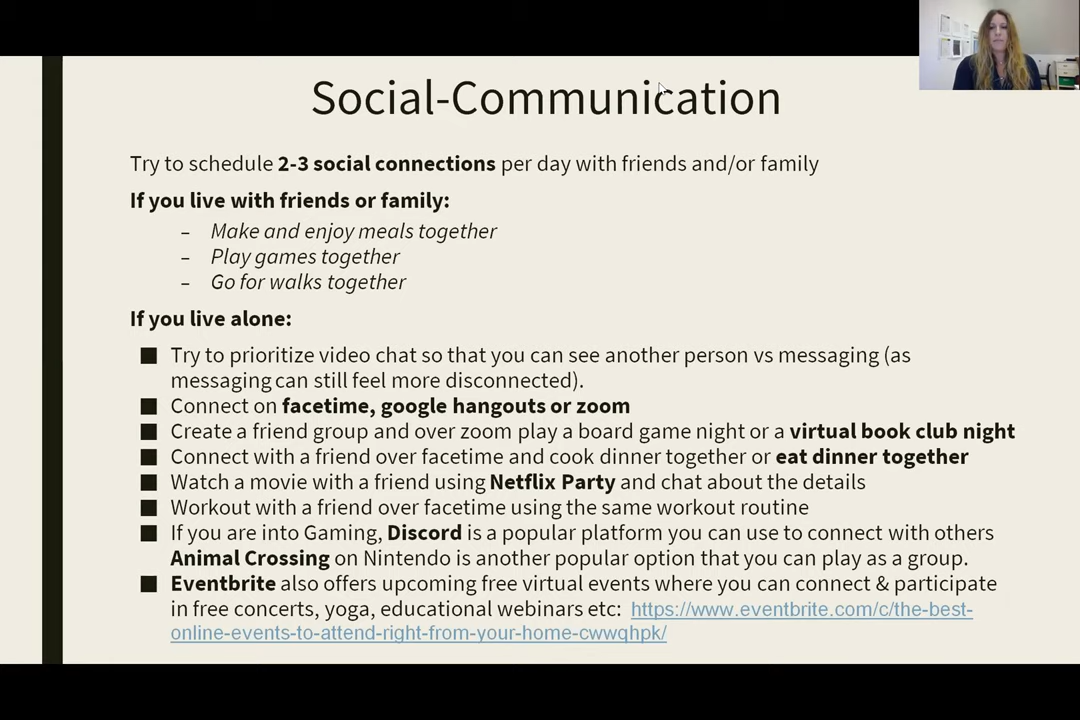 Social-Communication
Try to schedule 2-3 social connections per day with friends and/or family
If you live with friends or family:
– Make and enjoy meals together
– Play games together
– Go for walks together
If you live alone:
■ Try to prioritize video chat so that you can see another person vs messaging (as
messaging can still feel more disconnected).
■ Connect on facetime, google hangouts or zoom
■ Create a friend group and over zoom play a board game night or a virtual book club night
■ Connect with a friend over facetime and cook dinner together or eat dinner together
■ Watch a movie with a friend using Netflix Party and chat about the details
■ Workout with a friend over facetime using the same workout routine
■ If you are into Gaming, Discord is a popular platform you can use to connect with others
Animal Crossing on Nintendo is another popular option that you can play as a group.
■ Eventbrite also offers upcoming free virtual events where you can connect & participate
in free concerts, yoga, educational webinars etc: https://www.eventbrite.com/c/the-best-
online-events-to-attend-right-from-your-home-cwwqhpk/